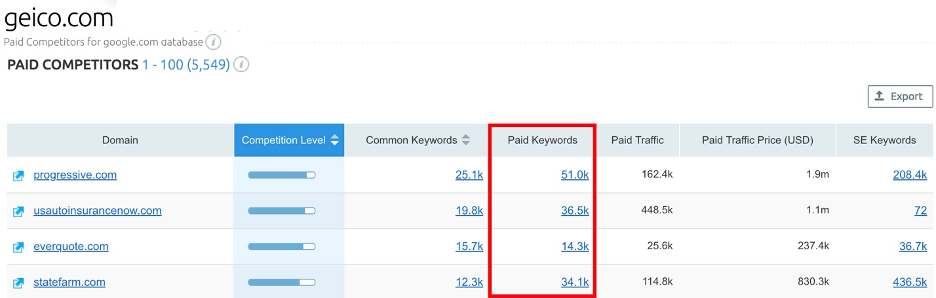 geico.com
Paid Competitors for google.com database i
PAID COMPETITORS 1 - 100 (5,549) i
Export
Domain Competition Level Common Keywords Paid Keywords Paid Traffic Paid Traffic Price (USD) SE Keywords
progressive.com 25.1k 51.0k 162.4k 1.9m 208.4k
usautoinsurancenow.com 19.8k 36.5k 448.5k 1.1m 72
everquote.com 15.7k 14.3k 25.6k 237.4k 36.7k
statefarm.com 12.3k 34.1k 114.8k 830.3k 436.5k